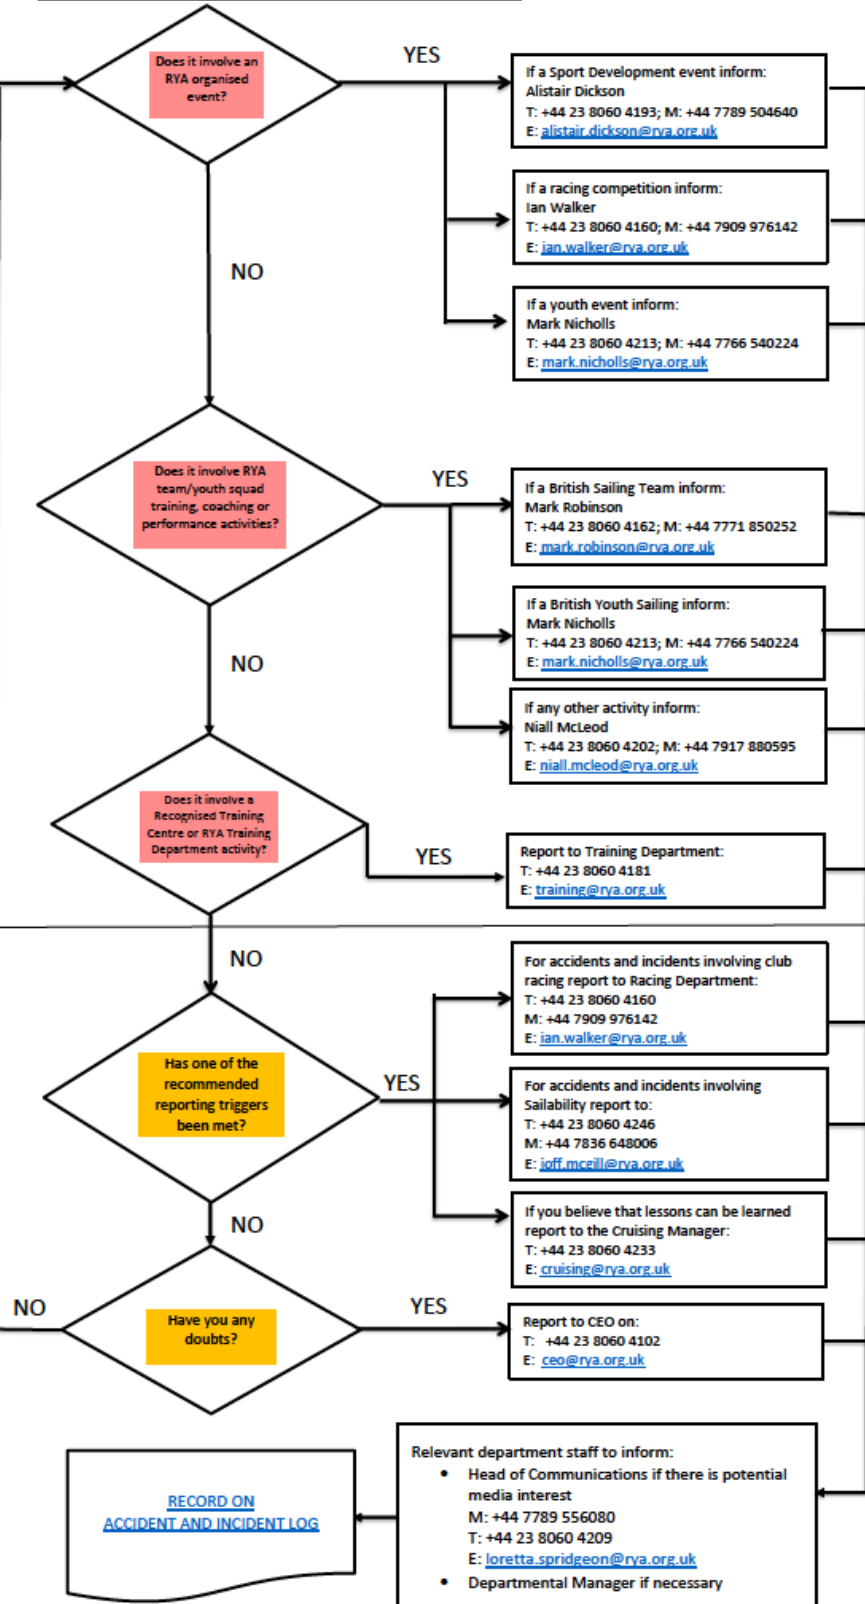 Does it involve an
RYA organised
event?
YES
If a Sport Development event inform:
Alistair Dickson
T: +44 23 8060 4193; M: +44 7789 504640
E: alistair.dickson@rya.org.uk
If a racing competition inform:
Ian Walker
T: +44 23 8060 4160; M: +44 7909 976142
E: ian.walker@rya.org.uk
NO
If a youth event inform:
Mark Nicholls
T: +44 23 8060 4213; M: +44 7766 540224
E: mark.nicholls@rya.org.uk
Does it involve RYA
team/youth squad
training, coaching or
performance activities?
YES
If a British Sailing Team inform:
Mark Robinson
T: +44 23 8060 4162; M: +44 7771 850252
E: mark.robinson@rya.org.uk
If a British Youth Sailing inform:
Mark Nicholls
T: +44 23 8060 4213; M: +44 7766 540224
E: mark.nicholls@rya.org.uk
NO
If any other activity inform:
Niall McLeod
T: +44 23 8060 4202; M: +44 7917 880595
E: niall.mcleod@rya.org.uk
Does it involve a
Recognised Training
Centre or RYA Training
Department activity?
YES
Report to Training Department:
T: +44 23 8060 4181
E: training@rya.org.uk
NO
For accidents and incidents involving club
racing report to Racing Department:
T: +44 23 8060 4160
M: +44 7909 976142
E: ian.walker@rya.org.uk
Has one of the
recommended
reporting triggers
been met?
YES
For accidents and incidents involving
Sailability report to:
T: +44 23 8060 4246
M: +44 7836 648006
E: joff.mcgill@rya.org.uk
NO
If you believe that lessons can be learned
report to the Cruising Manager:
T: +44 23 8060 4233
E: cruising@rya.org.uk
NO
Have you any
doubts?
YES
Report to CEO on:
T: +44 23 8060 4102
E: ceo@rya.org.uk
RECORD ON
ACCIDENT AND INCIDENT LOG
Relevant department staff to inform:
• Head of Communications if there is potential
media interest
M: +44 7789 556080
T: +44 23 8060 4209
E: loretta.spridgeon@rya.org.uk
• Departmental Manager if necessary